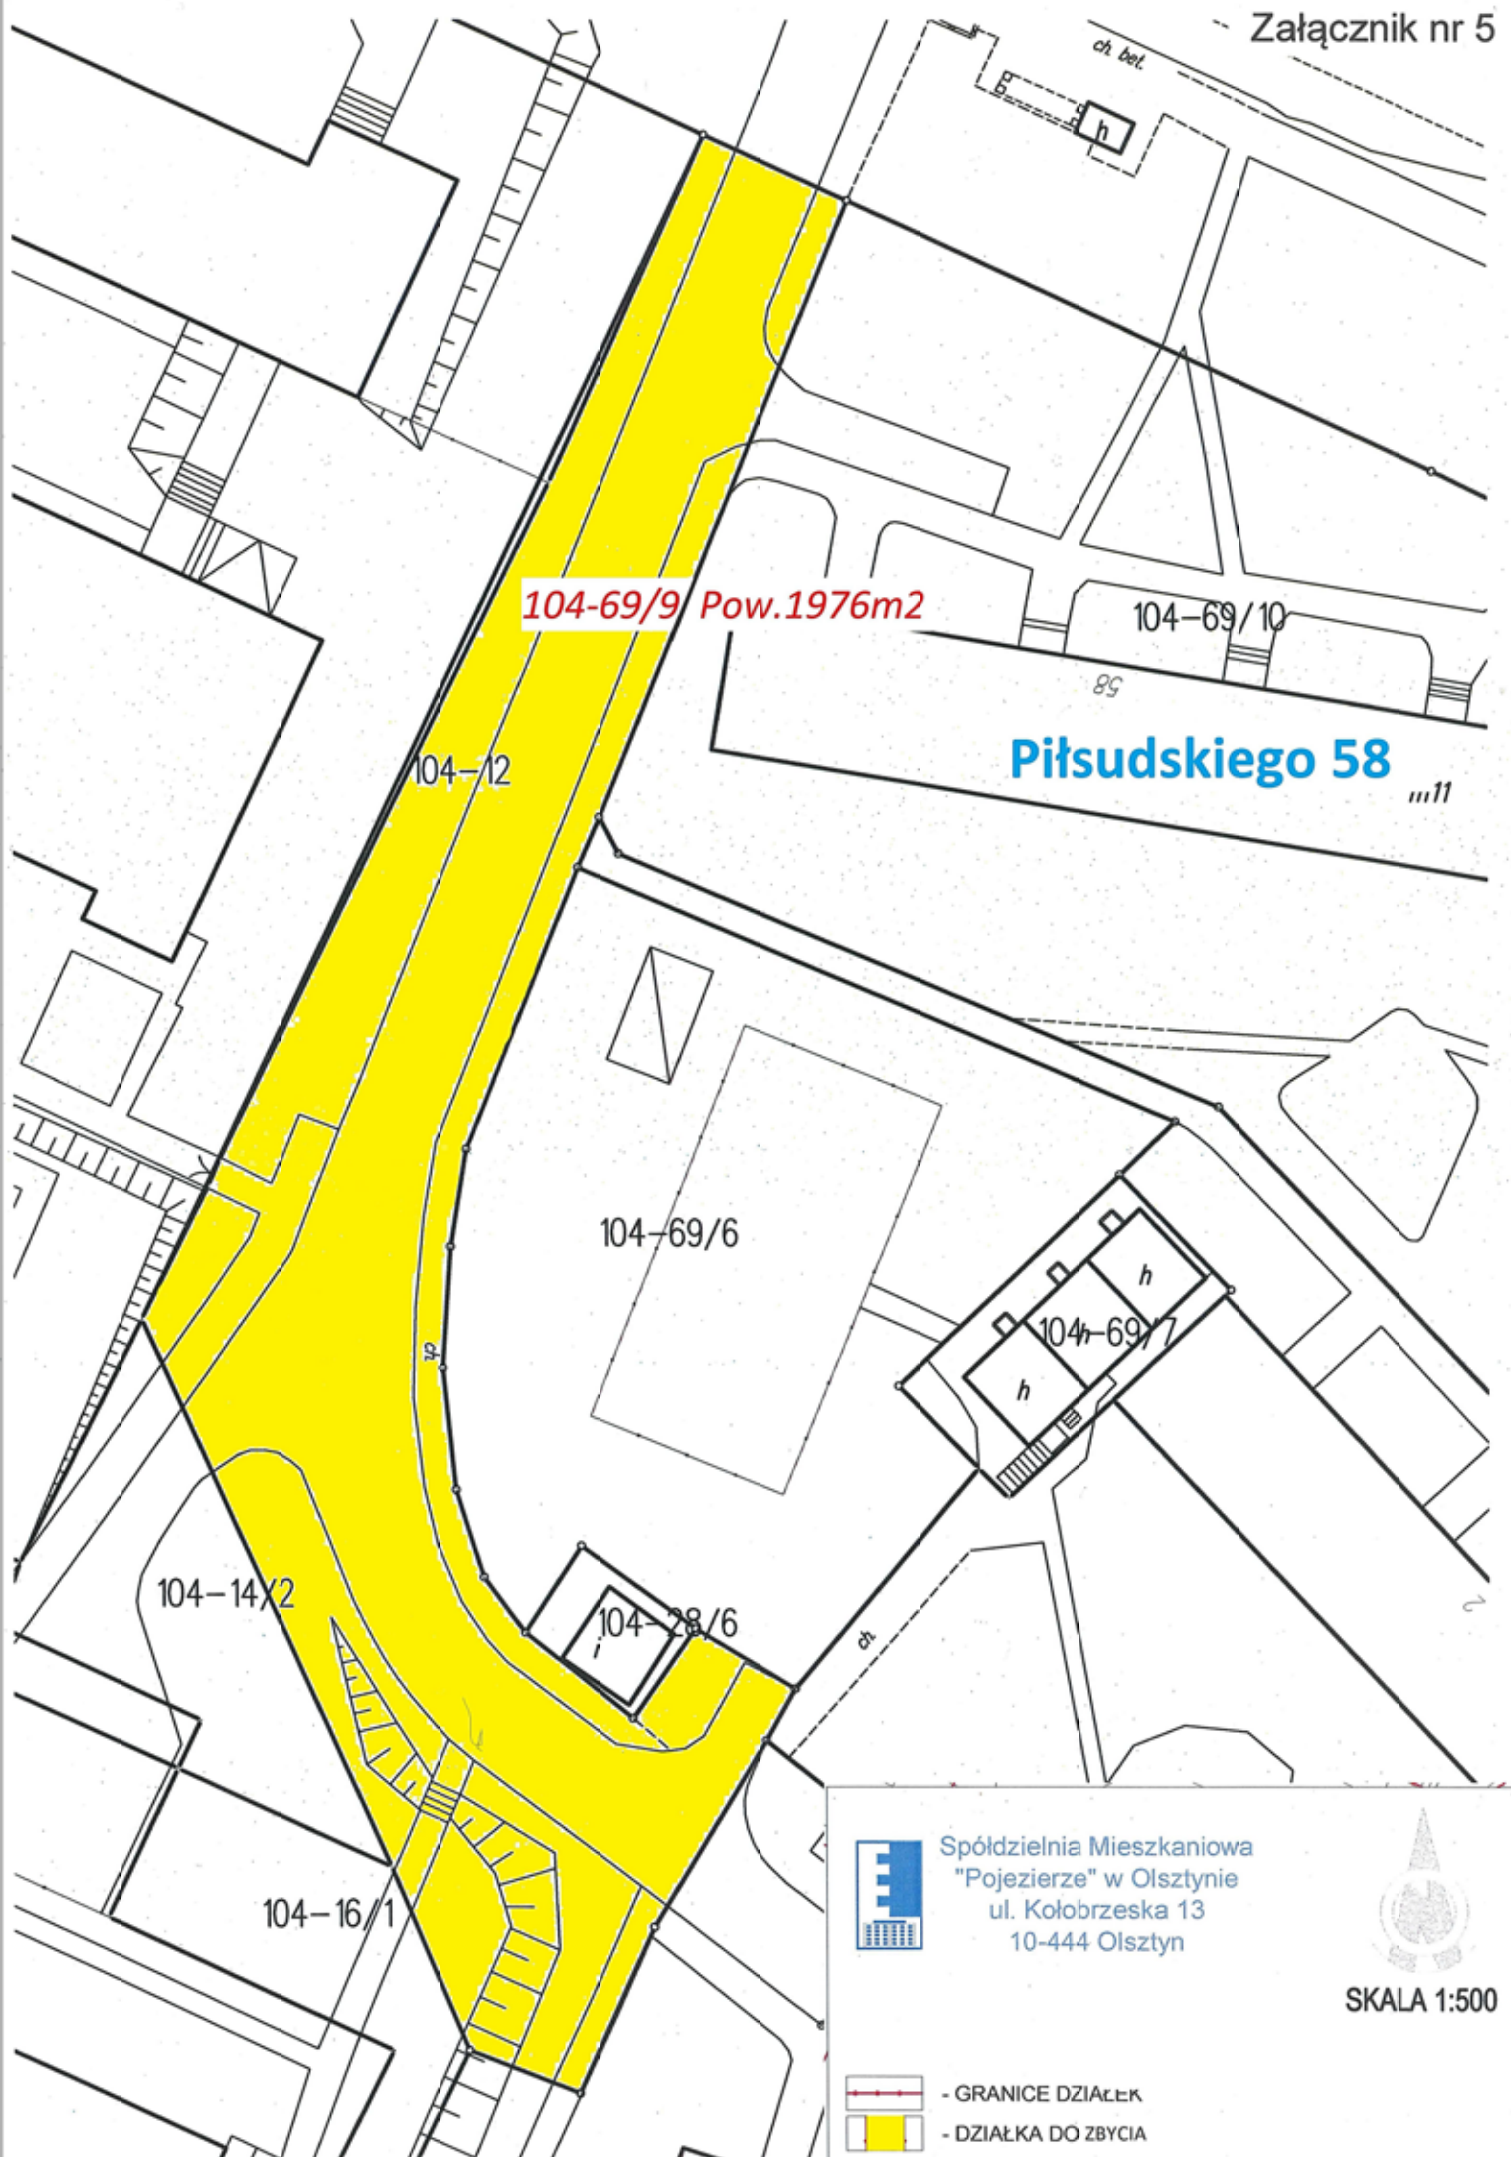 Załącznik nr 5
ch bet.
h
104-69/9 Pow.1976m2
104-69/10
58
Piłsudskiego 58
11
104-12
104-69/6
h
104-69/7
h
h
ch
104-14/2
104-28/6
i
ch
2
104-16/1
Spółdzielnia Mieszkaniowa
"Pojezierze" w Olsztynie
ul. Kołobrzeska 13
10-444 Olsztyn
SKALA 1:500
- GRANICE DZIAŁEK
- DZIAŁKA DO ZBYCIA